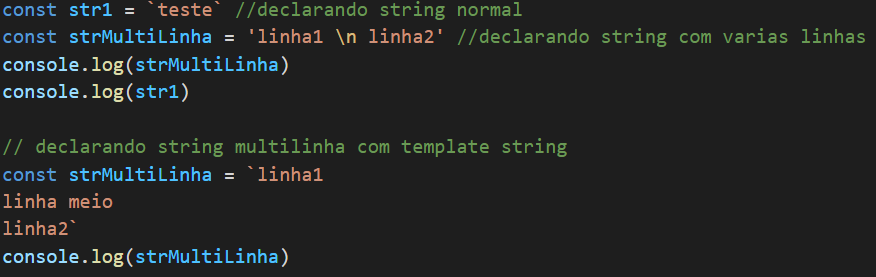 const str1 = `teste` //declarando string normal
const strMultiLinha = 'linha1 \n linha2' //declarando string com varias linhas
console.log(strMultiLinha)
console.log(str1)
// declarando string multilinha com template string
const strMultiLinha = `linha1
linha meio
linha2`
console.log(strMultiLinha)